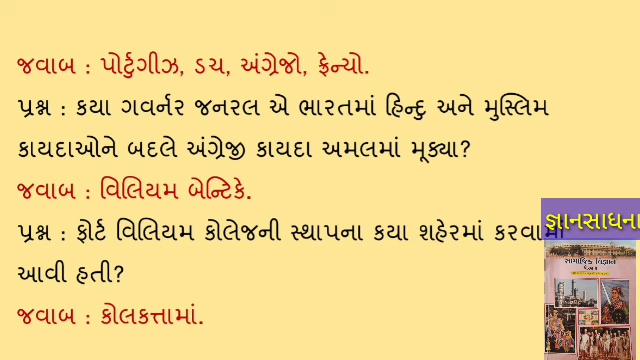 જવાબ : પોર્ટુગીઝ, ડચ, અંગ્રેજો, ફ્રેન્ચો.
પ્રશ્ન : કયા ગવર્નર જનરલ એ ભારતમાં હિન્દુ અને મુસ્લિમ
કાયદાઓને બદલે અંગ્રેજી કાયદા અમલમાં મૂક્યા?
જવાબ : વિલિયમ બેન્ટિકે.
પ્રશ્ન : ફોર્ટ વિલિયમ કોલેજની સ્થાપના કયા શહેરમાં કરવામાં
આવી હતી?
જવાબ : કોલકત્તામાં.
જ્ઞાનસાધના
સામાજિક વિજ્ઞાન